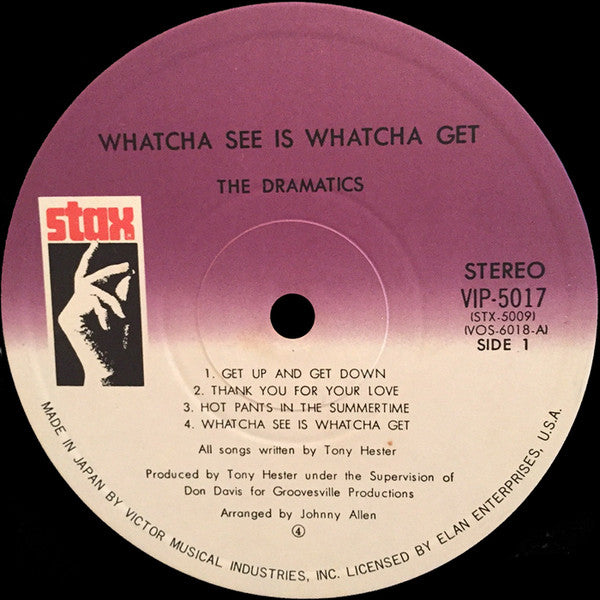 WHATCHA SEE IS WHATCHA GET
THE DRAMATICS
stax
STEREO
VIP-5017
(STX-5009)
(VOS-6018-A)
SIDE 1
1. GET UP AND GET DOWN
2. THANK YOU FOR YOUR LOVE
3. HOT PANTS IN THE SUMMERTIME
4. WHATCHA SEE IS WHATCHA GET
All songs written by Tony Hester
Produced by Tony Hester under the Supervision of
Don Davis for Groovesville Productions
Arranged by Johnny Allen
④
MADE IN JAPAN BY VICTOR MUSICAL INDUSTRIES, INC. LICENSED BY ELAN ENTERPRISES, U.S.A.